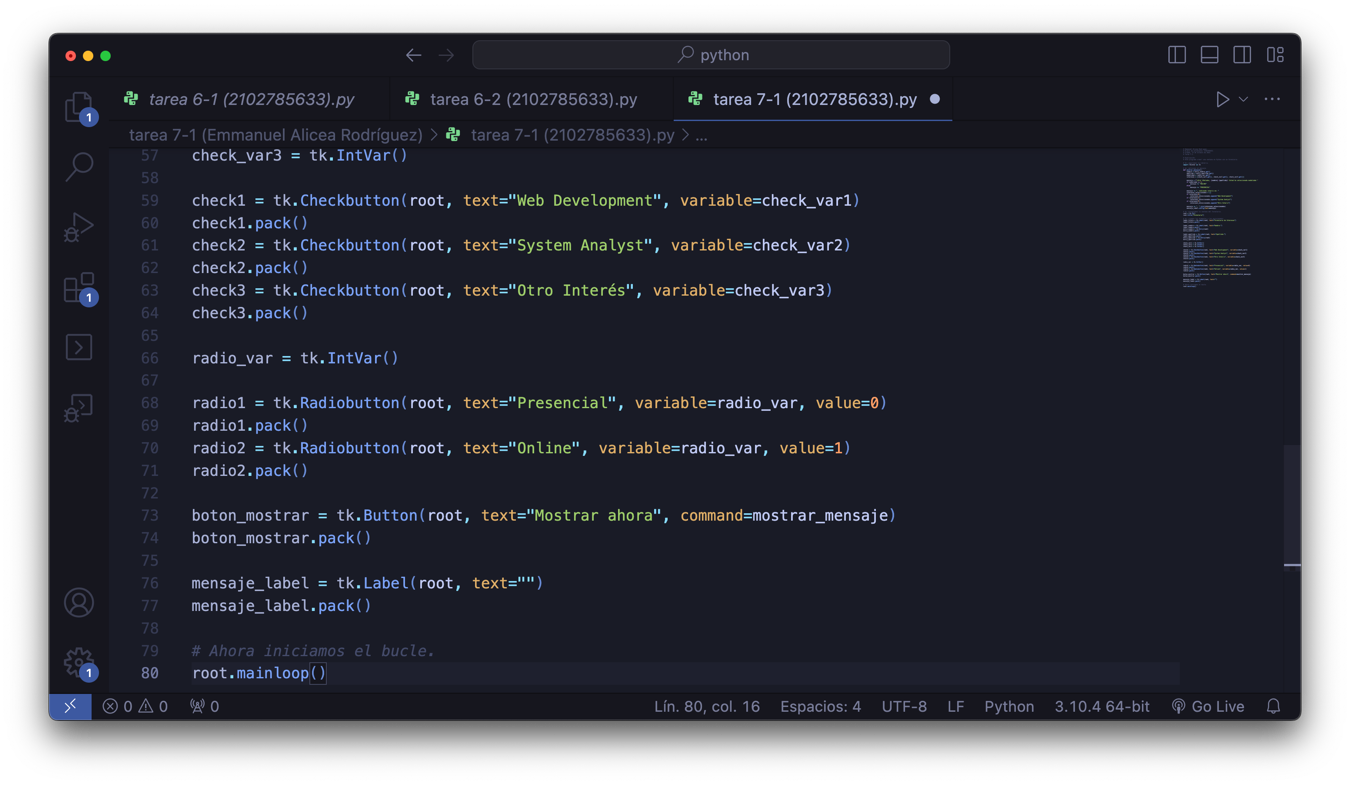 python
1
tarea 6-1 (2102785633).py
tarea 6-2 (2102785633).py
tarea 7-1 (2102785633).py
tarea 7-1 (Emmanuel Alicea Rodríguez) > tarea 7-1 (2102785633).py > ...
57 check_var3 = tk.IntVar()
58
59 check1 = tk.Checkbutton(root, text="Web Development", variable=check_var1)
60 check1.pack()
61 check2 = tk.Checkbutton(root, text="System Analyst", variable=check_var2)
62 check2.pack()
63 check3 = tk.Checkbutton(root, text="Otro Interés", variable=check_var3)
64 check3.pack()
65
66 radio_var = tk.IntVar()
67
68 radio1 = tk.Radiobutton(root, text="Presencial", variable=radio_var, value=0)
69 radio1.pack()
70 radio2 = tk.Radiobutton(root, text="Online", variable=radio_var, value=1)
71 radio2.pack()
72
73 boton_mostrar = tk.Button(root, text="Mostrar ahora", command=mostrar_mensaje)
74 boton_mostrar.pack()
75
76 mensaje_label = tk.Label(root, text="")
77 mensaje_label.pack()
78
79 # Ahora iniciamos el bucle.
80 root.mainloop()
1
1
0 0 0 Lín. 80, col. 16 Espacios: 4 UTF-8 LF Python 3.10.4 64-bit Go Live